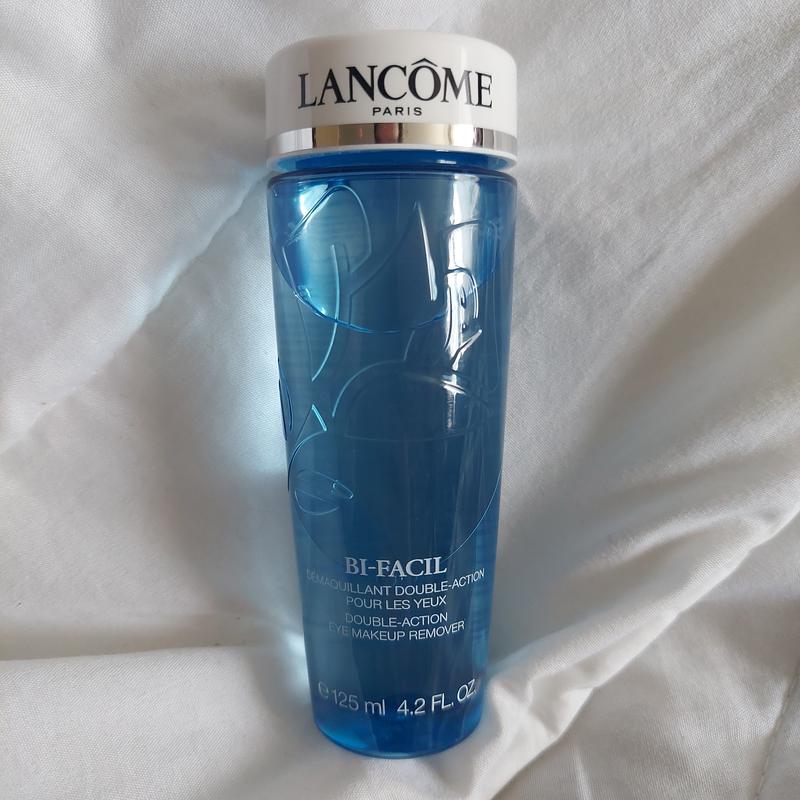 LANCÔME
PARIS
BI-FACIL
DÉMAQUILLANT DOUBLE-ACTION
POUR LES YEUX
DOUBLE-ACTION
EYE MAKEUP REMOVER
℮ 125 ml 4.2 FL. OZ.